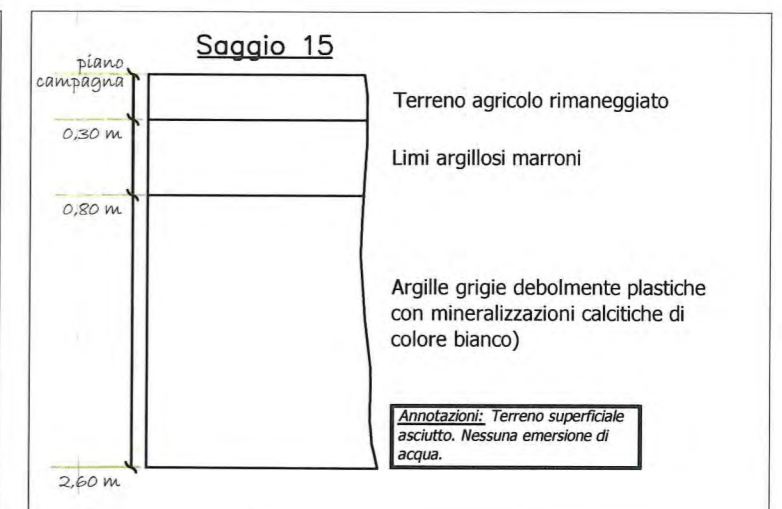 Saggio 15
piano
campagna
Terreno agricolo rimaneggiato
0,30 m
Limi argillosi marroni
0,80 m
Argille grigie debolmente plastiche
con mineralizzazioni calcitiche di
colore bianco)
Annotazioni: Terreno superficiale
asciutto. Nessuna emersione di
acqua.
2,60 m